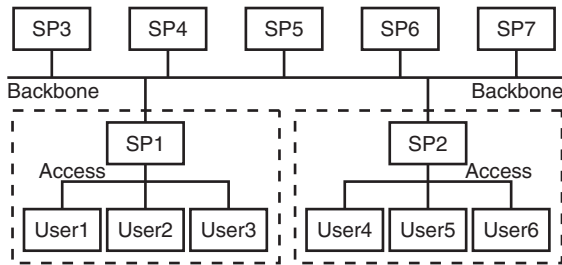 SP3 SP4 SP5 SP6 SP7
Backbone Backbone
SP1 SP2
Access Access
User1 User2 User3 User4 User5 User6